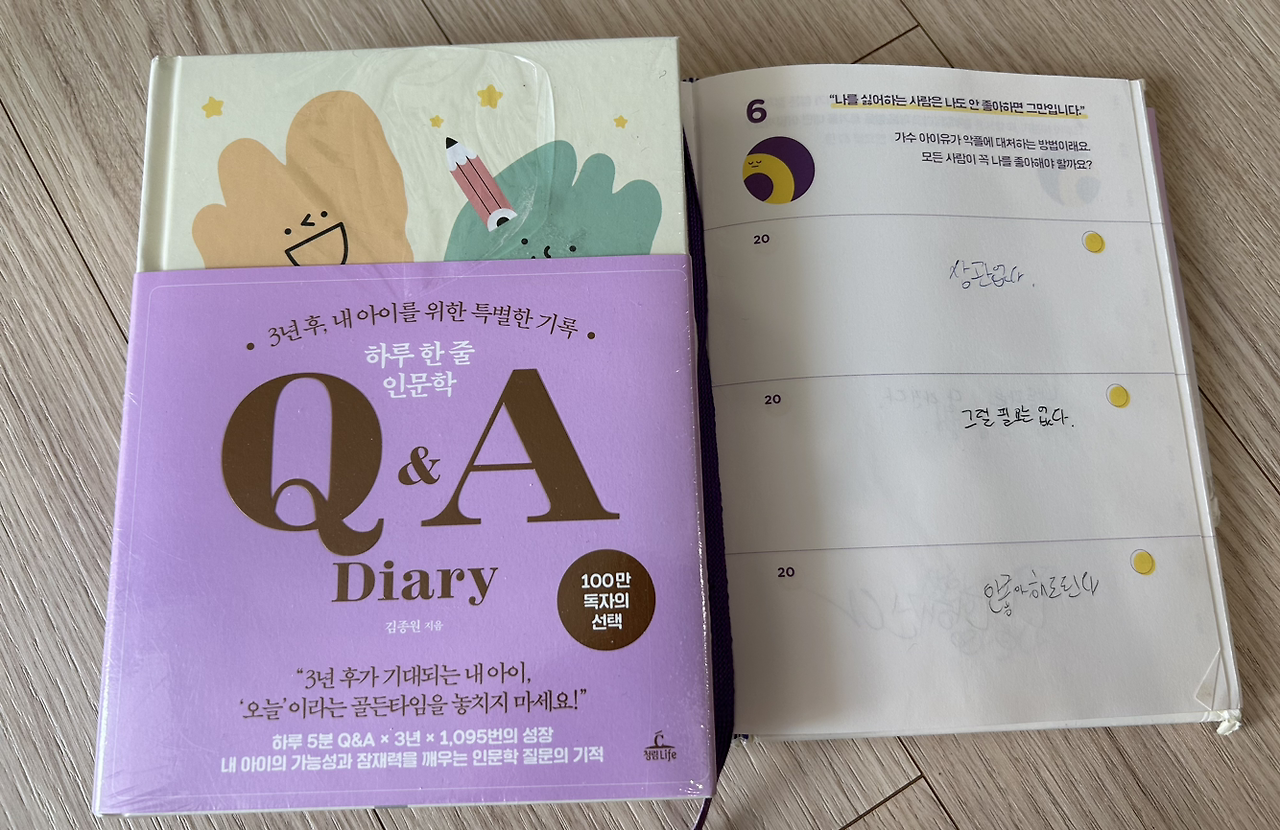 3년 후, 내 아이를 위한 특별한 기록
하루 한 줄
인문학
Q & A
Diary
100만
독자의
선택
김종원 지음
“3년 후가 기대되는 내 아이,
‘오늘’이라는 골든타임을 놓치지 마세요!”
하루 5분 Q&A × 3년 × 1,095번의 성장
내 아이의 가능성과 잠재력을 깨우는 인문학 질문의 기적
청림Life
6
“나를 싫어하는 사람은 나도 안 좋아하면 그만입니다.”
가수 아이유가 악플에 대처하는 방법이래요.
모든 사람이 꼭 나를 좋아해야 할까요?
20
상관없다.
20
그럴 필요는 없다.
20